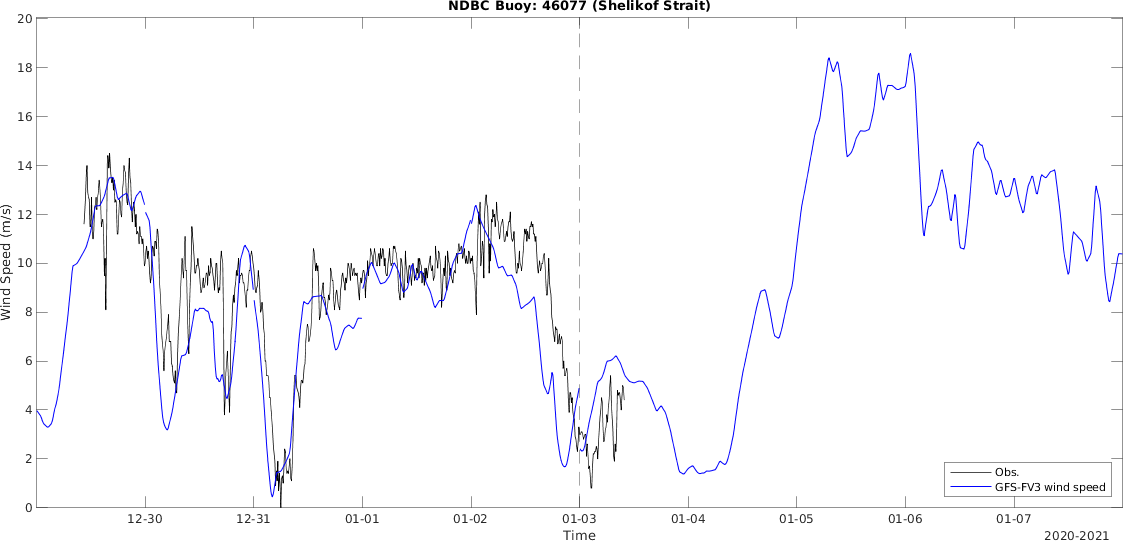 NDBC Buoy: 46077 (Shelikof Strait)
20
18
16
14
12
10
8
6
4
2
0
Wind Speed (m/s)
Obs.
GFS-FV3 wind speed
12-30 12-31 01-01 01-02 01-03 01-04 01-05 01-06 01-07
Time
2020-2021